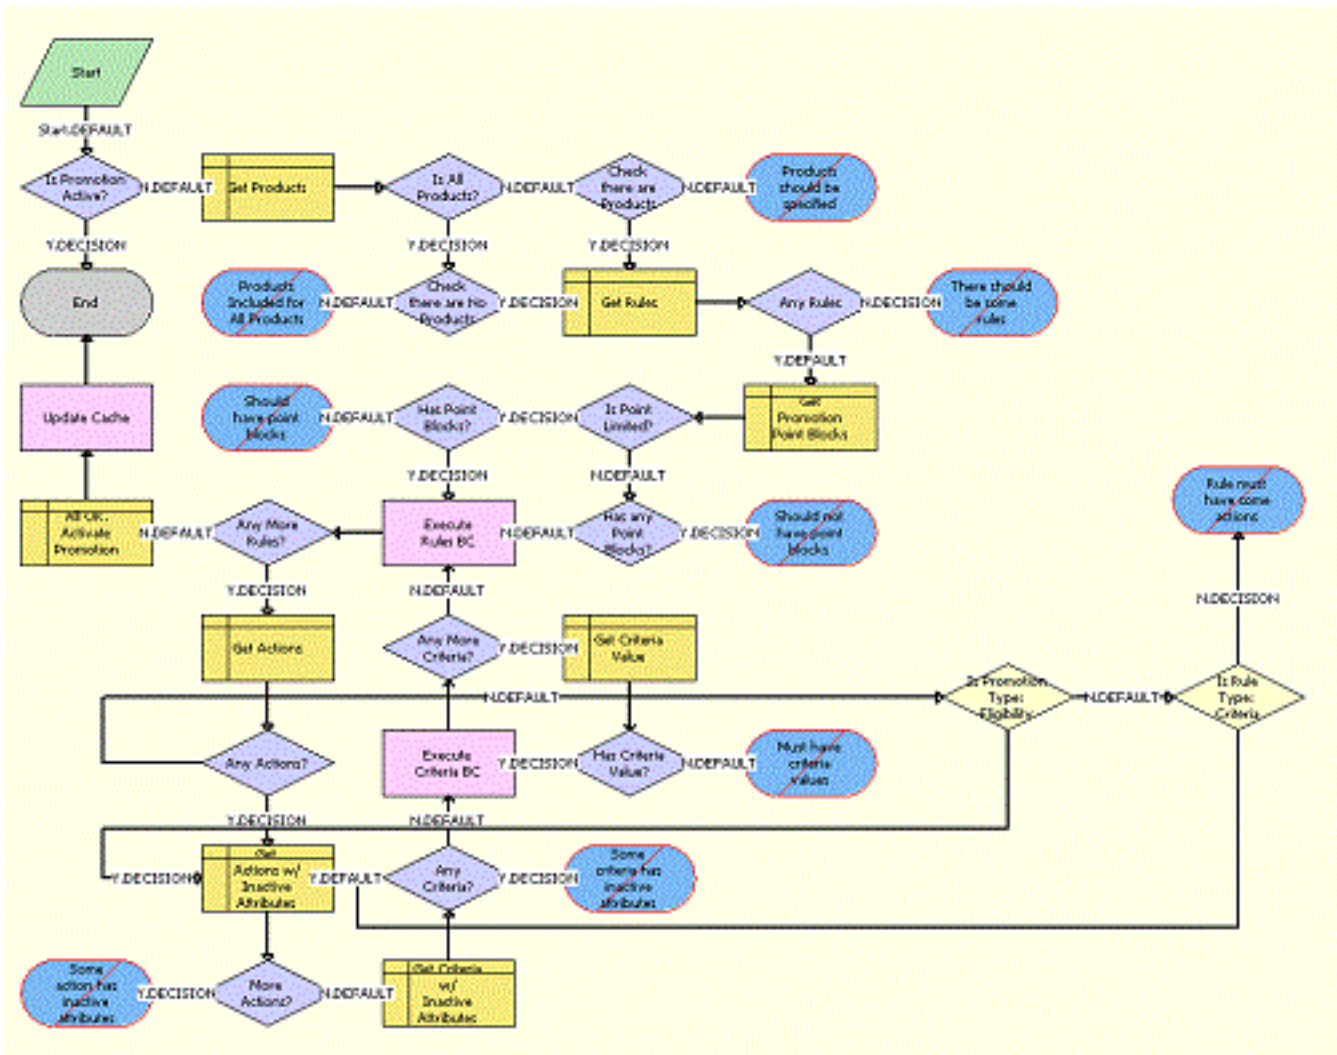 Start
Start.DEFAULT
Is Promotion
Active?
N.DEFAULT
Get Products
Is All
Products?
N.DEFAULT
Check
there are
Products
N.DEFAULT
Products
should be
specified
Y.DECISION
Y.DECISION
Y.DECISION
End
Products
Included for
All Products
N.DEFAULT
Check
there are No
Products
Y.DECISION
Get Rules
Any Rules
N.DECISION
There should
be some
rules
Y.DEFAULT
Update Cache
Should
have point
blocks
N.DEFAULT
Has Point
Blocks?
Y.DECISION
Is Point
Limited?
Get
Promotion
Point Blocks
Y.DECISION
N.DEFAULT
Rule must
have some
actions
All OK.
Activate
Promotion
N.DEFAULT
Any More
Rules?
Execute
Rules BC
N.DEFAULT
Has any
Point
Blocks?
Y.DECISION
Should not
have point
blocks
Y.DECISION
N.DEFAULT
N.DECISION
Get Actions
Any More
Criteria?
Y.DECISION
Get Criteria
Value
N.DEFAULT
Is Promotion
Type:
Eligibility
N.DEFAULT
Is Rule
Type:
Criteria
Any Actions?
Execute
Criteria BC
Y.DECISION
Has Criteria
Value?
N.DEFAULT
Must have
criteria
values
Y.DECISION
N.DEFAULT
Y.DECISION
Get
Actions w/
Inactive
Attributes
Y.DEFAULT
Any
Criteria?
Y.DECISION
Some
criteria has
inactive
attributes
Some
action has
inactive
attributes
Y.DECISION
More
Actions?
N.DEFAULT
Get Criteria
w/
Inactive
Attributes